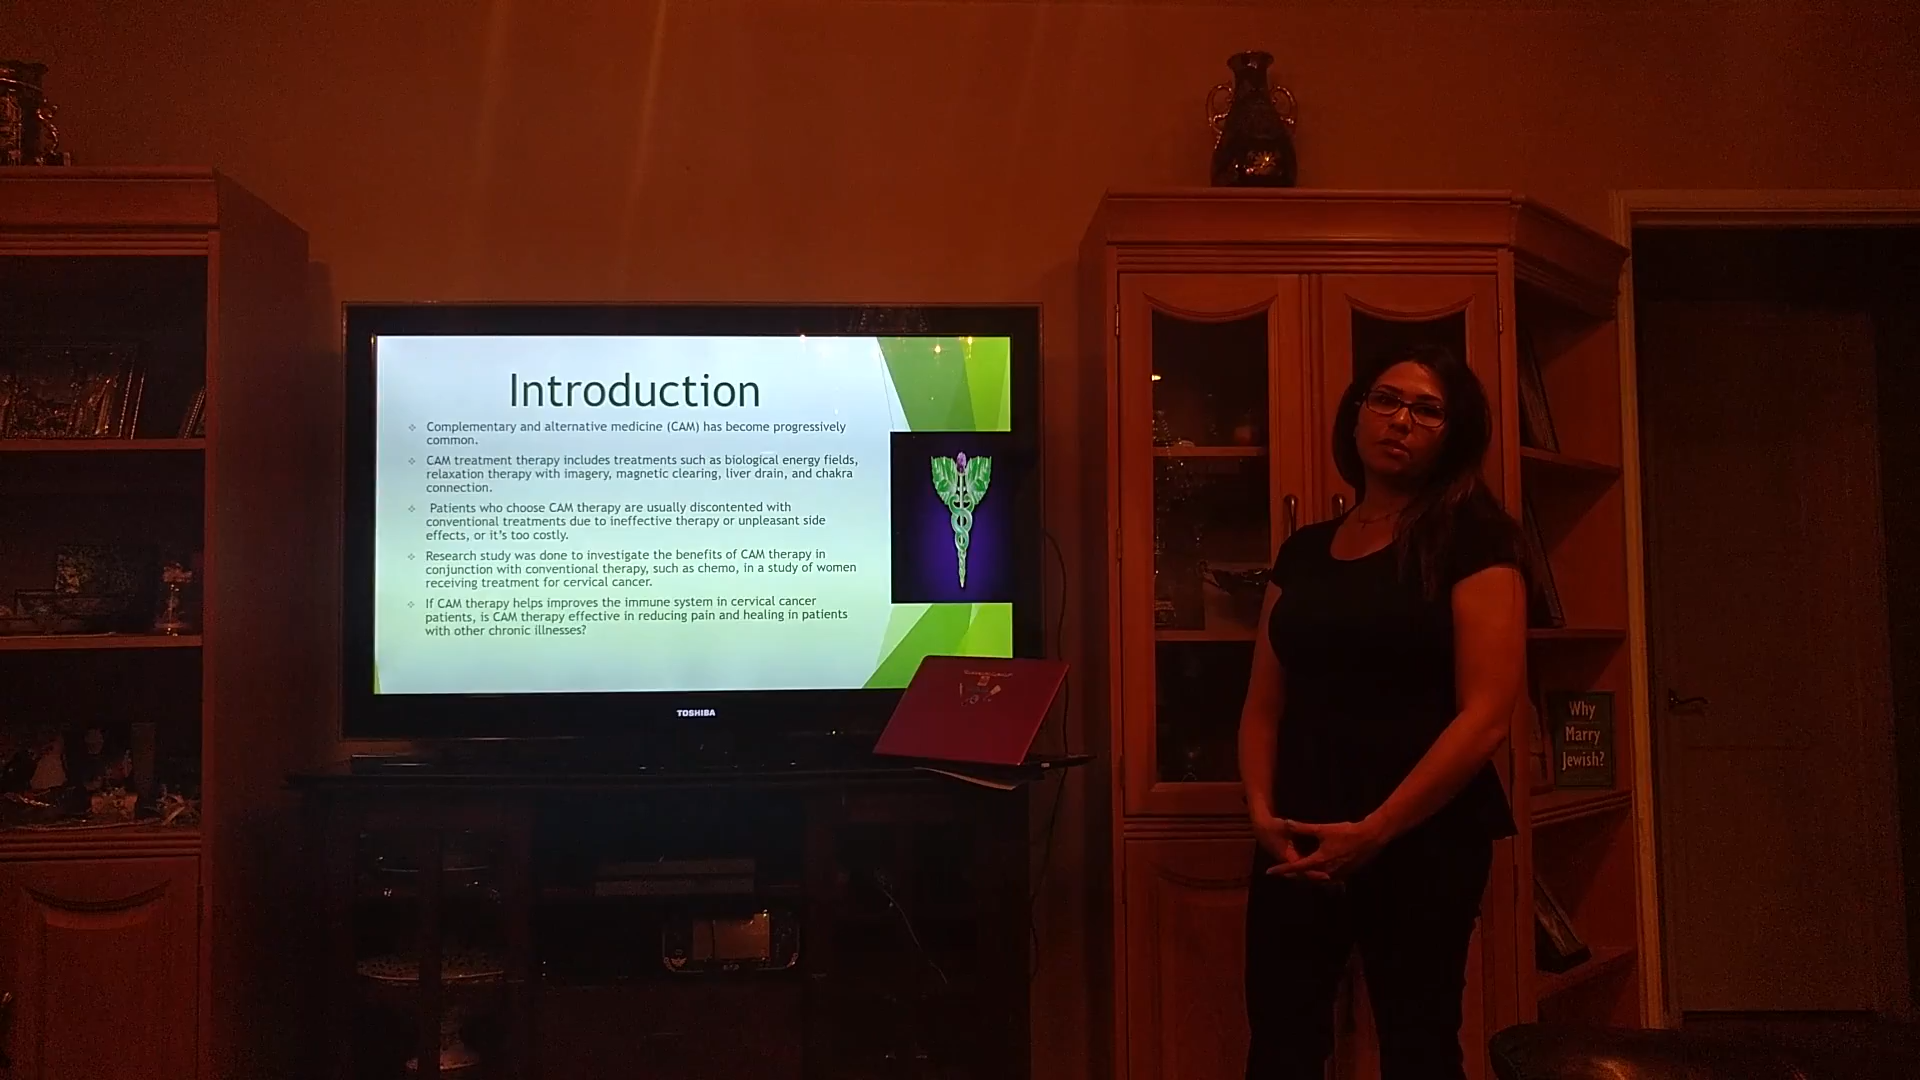 Introduction
Complementary and alternative medicine (CAM) has become progressively
common.
CAM treatment therapy includes treatments such as biological energy fields,
relaxation therapy with imagery, magnetic clearing, liver drain, and chakra
connection.
Patients who choose CAM therapy are usually discontented with
conventional treatments due to ineffective therapy or unpleasant side
effects, or it's too costly.
Research study was done to investigate the benefits of CAM therapy in
conjunction with conventional therapy, such as chemo, in a study of women
receiving treatment for cervical cancer.
If CAM therapy helps improves the immune system in cervical cancer
patients, is CAM therapy effective in reducing pain and healing in patients
with other chronic illnesses?
TOSHIBA
Why
Marry
Jewish?